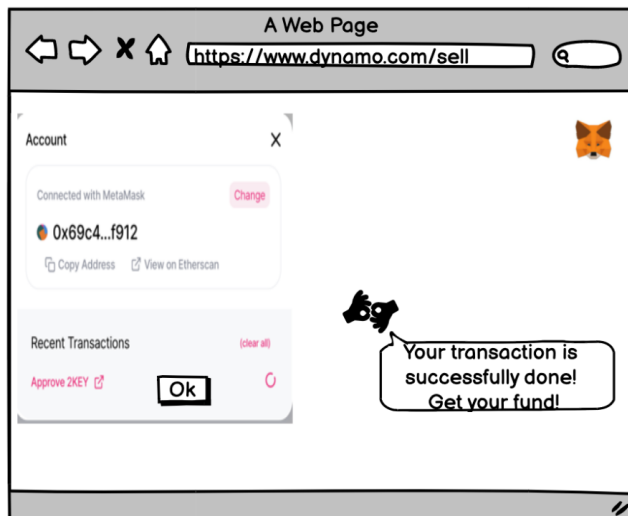 A Web Page
https://www.dynamo.com/sell
Account
Connected with MetaMask
Change
0x69c4...f912
Copy Address
View on Etherscan
Recent Transactions
(clear all)
Approve 2KEY
Ok
Your transaction is
successfully done!
Get your fund!